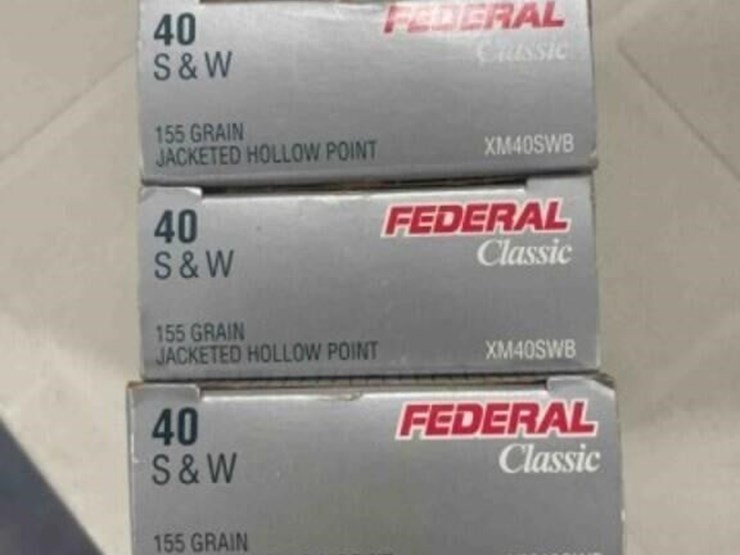 40
S & W
FEDERAL
Classic
155 GRAIN
JACKETED HOLLOW POINT
XM40SWB
40
S & W
FEDERAL
Classic
155 GRAIN
JACKETED HOLLOW POINT
XM40SWB
40
S & W
FEDERAL
Classic
155 GRAIN